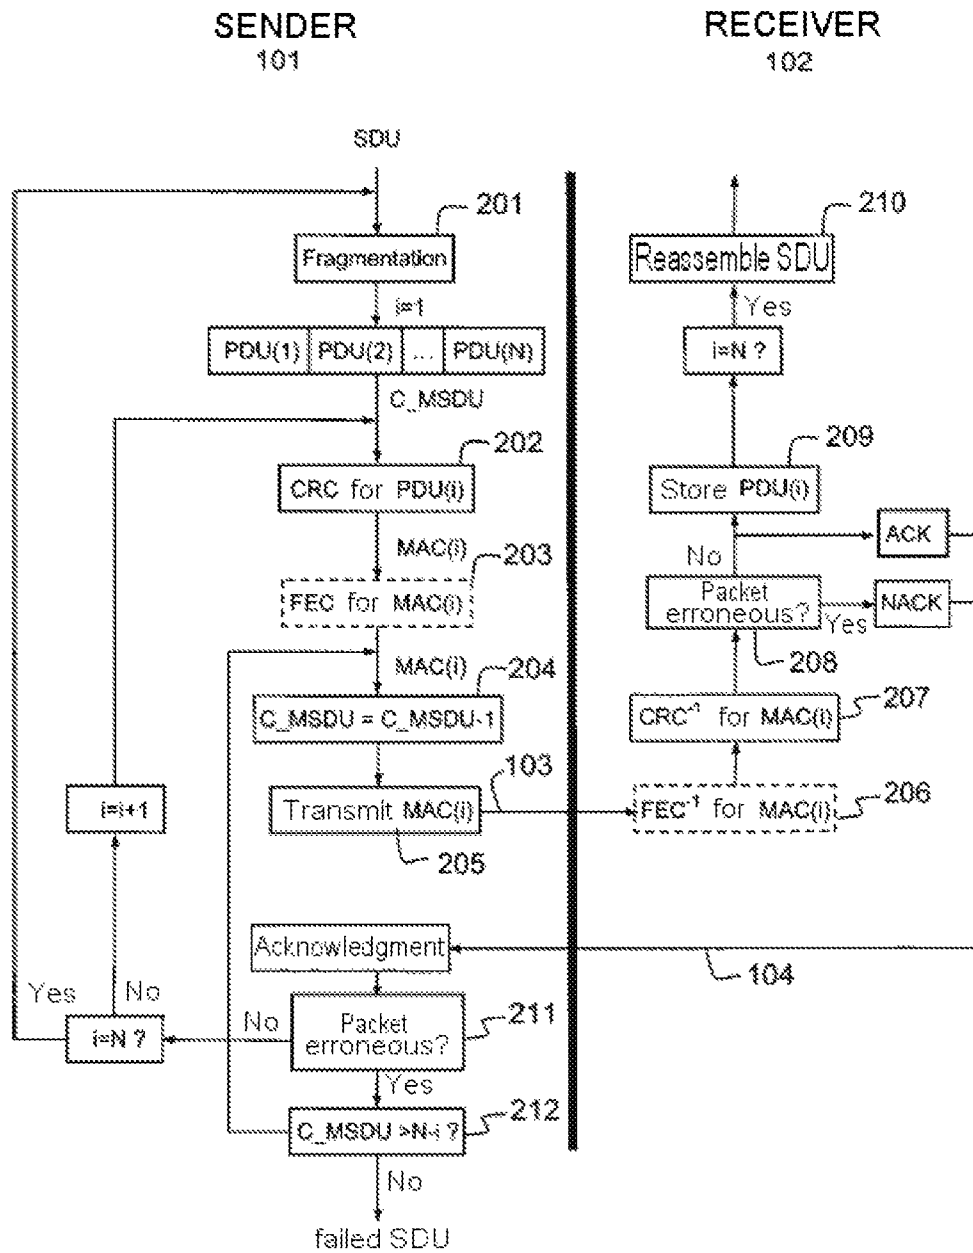 SENDER
101
RECEIVER
102
SDU
201
Fragmentation
i=1
PDU(1) PDU(2) ... PDU(N)
C_MSDU
202
CRC for PDU(i)
MAC(i)
203
FEC for MAC(i)
MAC(i)
204
C_MSDU = C_MSDU-1
103
Transmit MAC(i)
205
i=i+1
Acknowledgment
Yes
No
i=N ?
No
211
Packet
erroneous?
Yes
212
C_MSDU >N-i ?
No
failed SDU
210
Reassemble SDU
Yes
i=N ?
209
Store PDU(i)
ACK
No
Packet
erroneous?
Yes
NACK
208
207
CRC⁻¹ for MAC(i)
206
FEC⁻¹ for MAC(i)
104